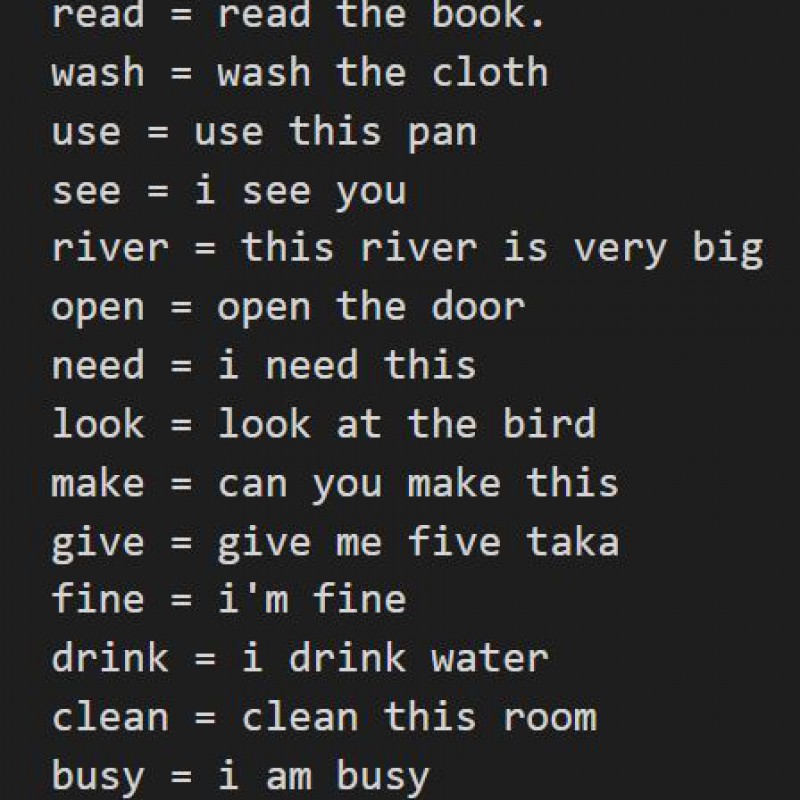 read = read the book.
wash = wash the cloth
use = use this pan
see = i see you
river = this river is very big
open = open the door
need = i need this
look = look at the bird
make = can you make this
give = give me five taka
fine = i'm fine
drink = i drink water
clean = clean this room
busy = i am busy